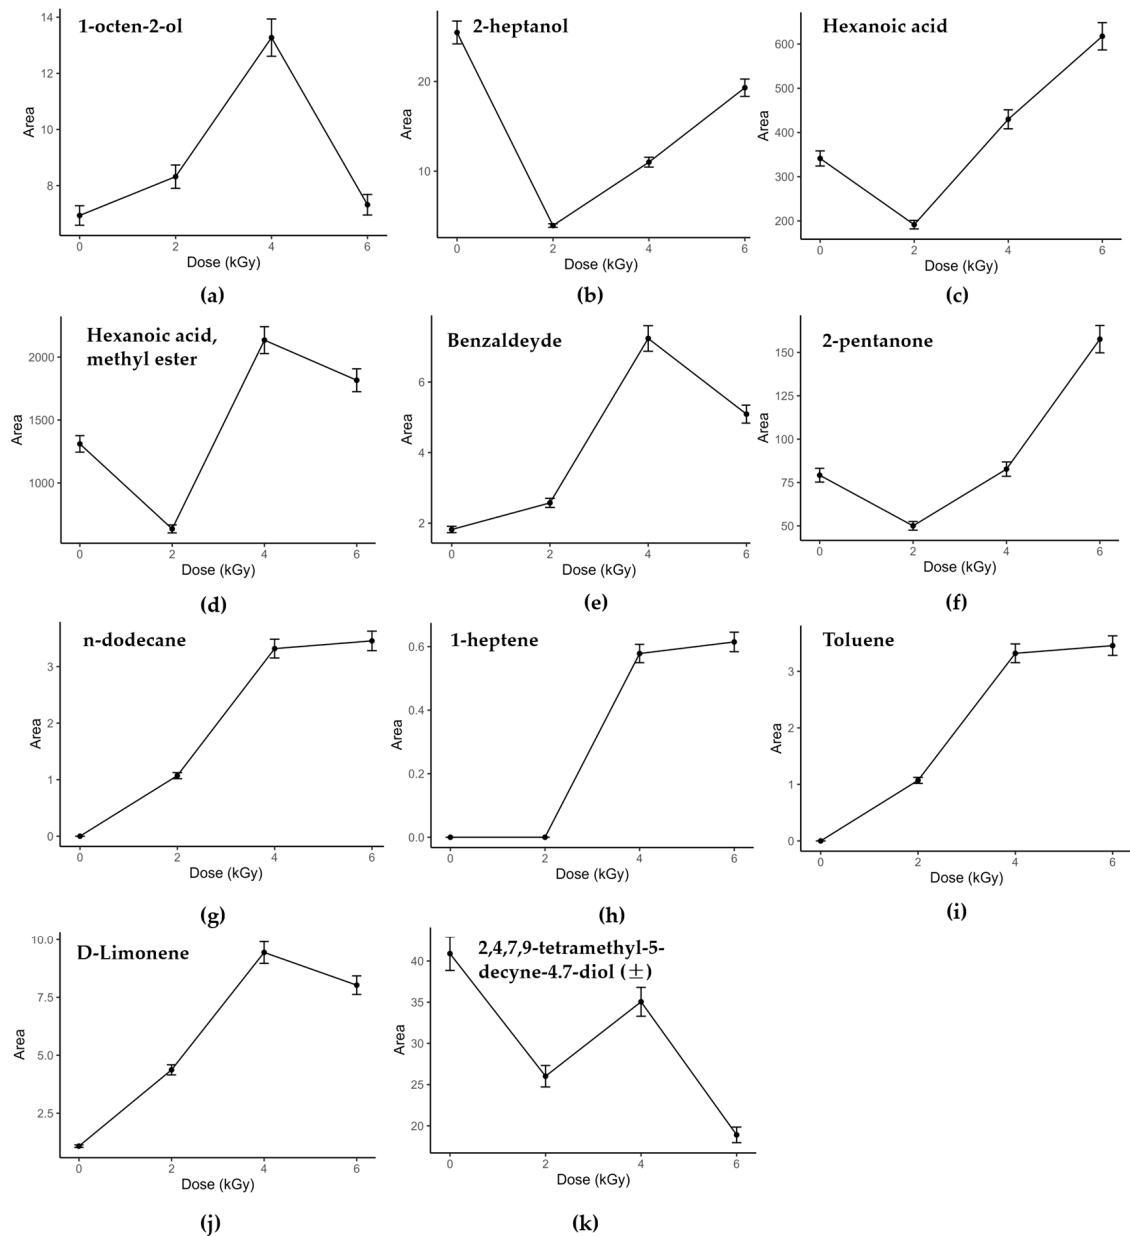 1-octen-2-ol
14
12
10
8
Area
0 2 4 6
Dose (kGy)
(a)
2-heptanol
20
10
Area
0 2 4 6
Dose (kGy)
(b)
Hexanoic acid
600
500
400
300
200
Area
0 2 4 6
Dose (kGy)
(c)
Hexanoic acid,
methyl ester
2000
1500
1000
Area
0 2 4 6
Dose (kGy)
(d)
Benzaldeyde
6
4
2
Area
0 2 4 6
Dose (kGy)
(e)
2-pentanone
150
125
100
75
50
Area
0 2 4 6
Dose (kGy)
(f)
n-dodecane
3
2
1
0
Area
0 2 4 6
Dose (kGy)
(g)
1-heptene
0.6
0.4
0.2
0.0
Area
0 2 4 6
Dose (kGy)
(h)
Toluene
3
2
1
0
Area
0 2 4 6
Dose (kGy)
(i)
D-Limonene
10.0
7.5
5.0
2.5
Area
0 2 4 6
Dose (kGy)
(j)
2,4,7,9-tetramethyl-5-
decyne-4.7-diol (±)
40
35
30
25
20
Area
0 2 4 6
Dose (kGy)
(k)